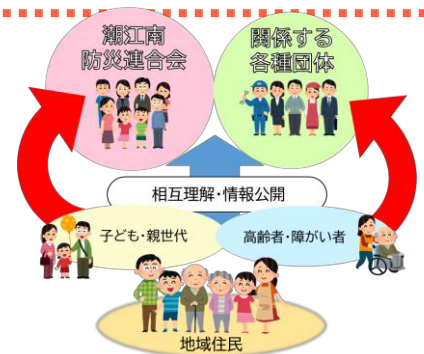 潮江南
防災連合会
関係する
各種団体
相互理解・情報公開
子ども・親世代
高齢者・障がい者
地域住民